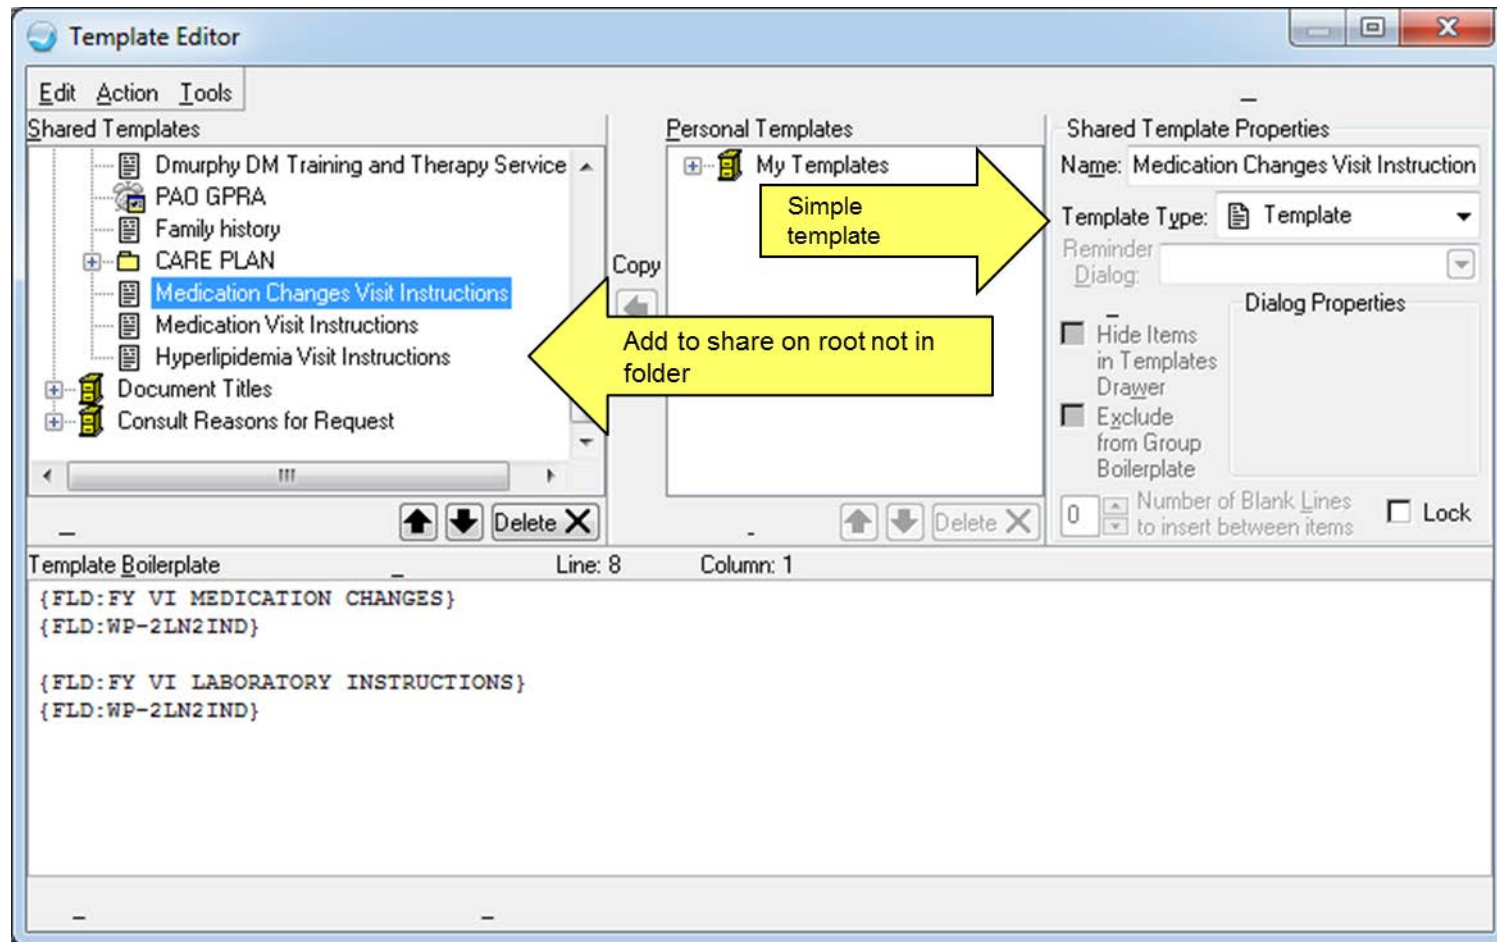 Template Editor
Edit Action Tools
Shared Templates
Dmurphy DM Training and Therapy Service
PAO GPRA
Family history
CARE PLAN
Medication Changes Visit Instructions
Medication Visit Instructions
Hyperlipidemia Visit Instructions
Document Titles
Consult Reasons for Request
Delete
Copy
Add to share on root not in
folder
Personal Templates
My Templates
Simple
template
Delete
Shared Template Properties
Name: Medication Changes Visit Instruction
Template Type: Template
Reminder
Dialog:
Dialog Properties
Hide Items
in Templates
Drawer
Exclude
from Group
Boilerplate
0 Number of Blank Lines
to insert between items
Lock
Template Boilerplate Line: 8 Column: 1
{FLD:FY VI MEDICATION CHANGES}
{FLD:WP-2LN2IND}
{FLD:FY VI LABORATORY INSTRUCTIONS}
{FLD:WP-2LN2IND}